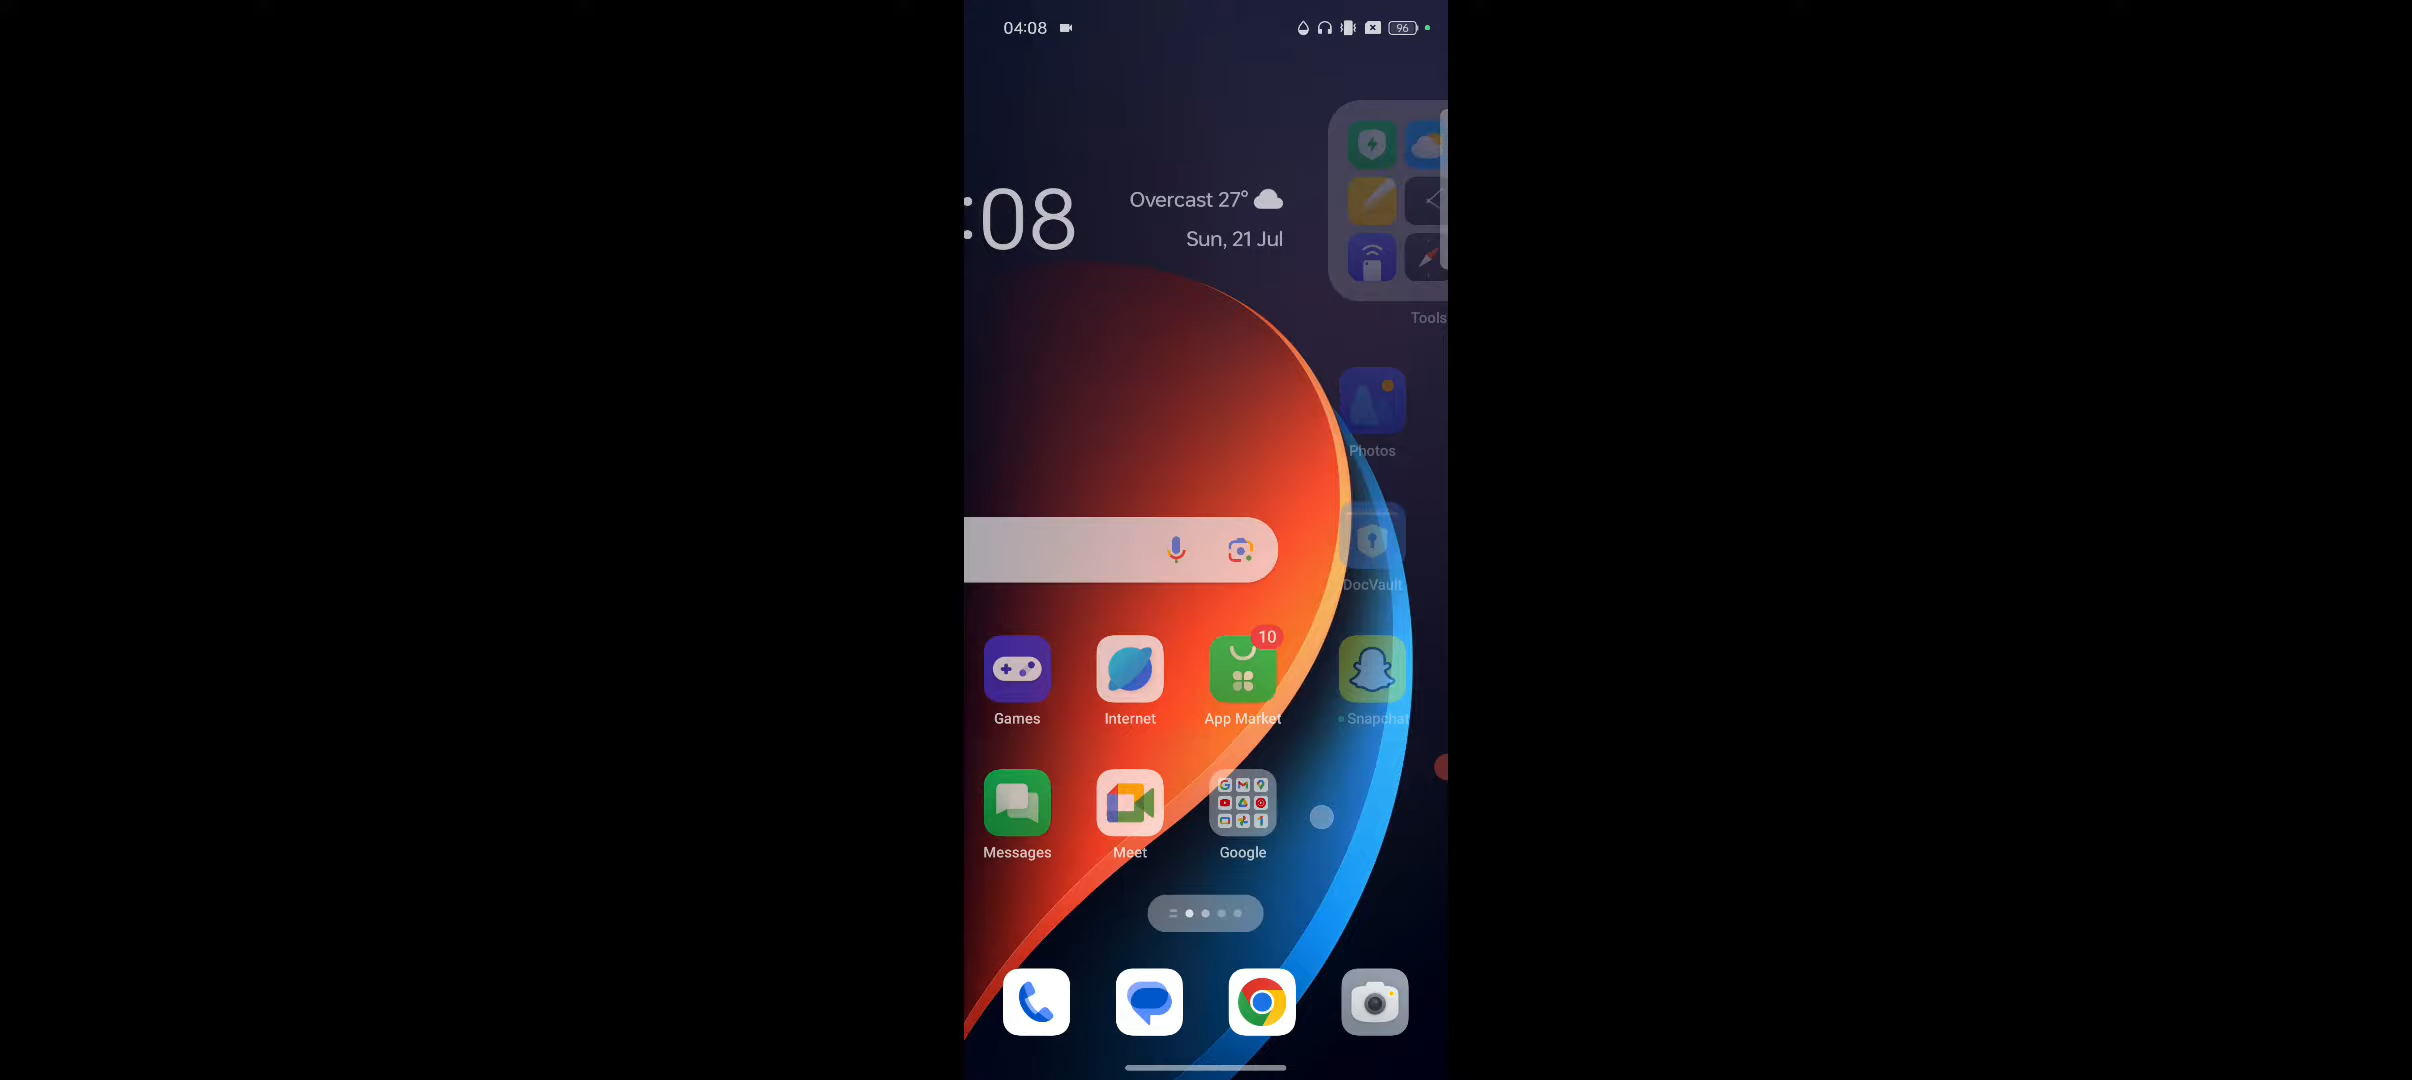 04:08
96
:08
Overcast 27°
Sun, 21 Jul
Tools
Photos
DocVault
10
Games
Internet
App Market
Snapchat
Messages
Meet
Google